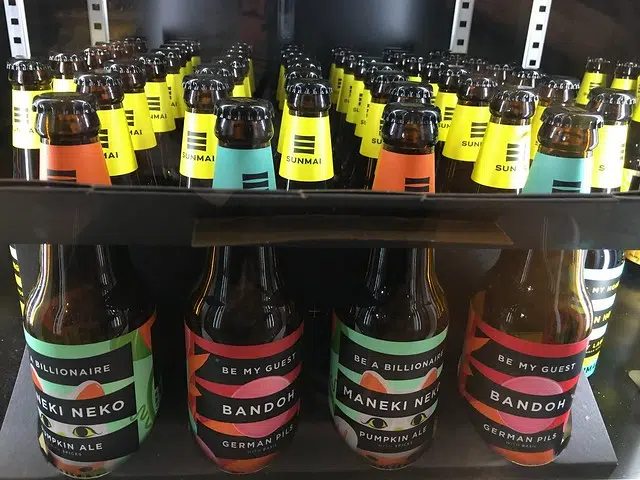 SUNMAI
SUNMAI
SUNMAI
BE A BILLIONAIRE
MANEKI NEKO
PUMPKIN ALE
BE MY GUEST
BANDOH
GERMAN PILS
BE A BILLIONAIRE
MANEKI NEKO
PUMPKIN ALE
BE MY GUEST
BANDOH
GERMAN PILS